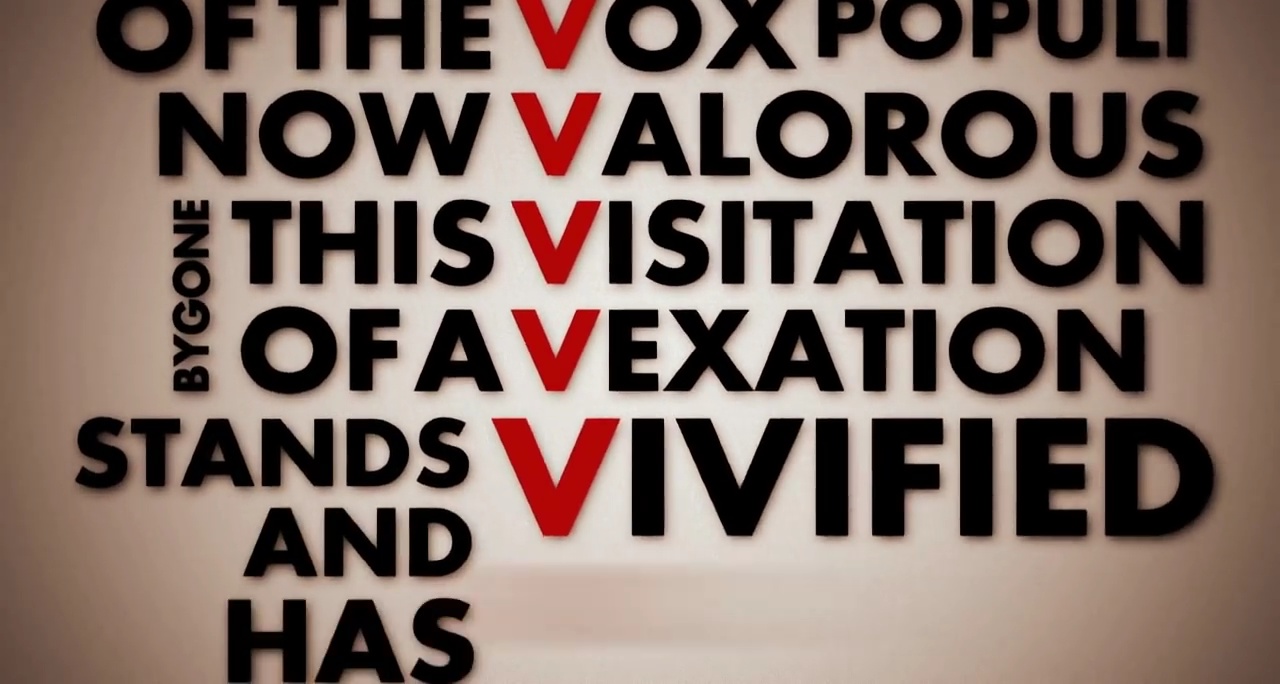 OF THE VOX POPULI
NOW VALOROUS
BYGONE
THIS VISITATION
OF A VEXATION
STANDS VIVIFIED
AND
HAS